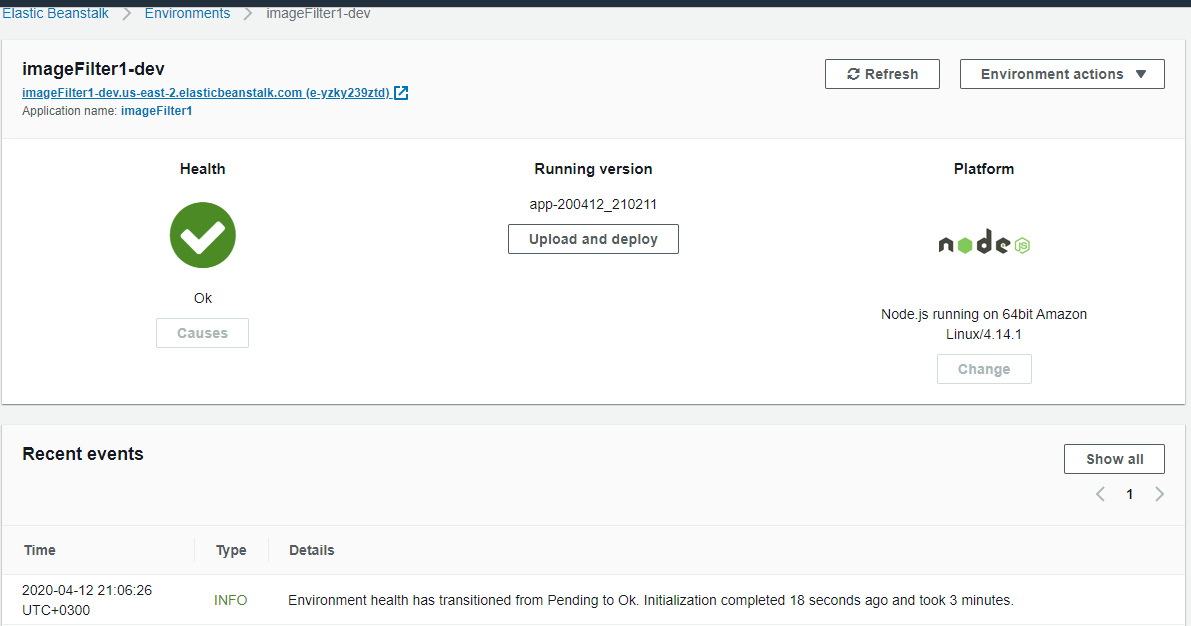 Elastic Beanstalk > Environments > imageFilter1-dev
imageFilter1-dev
Refresh
Environment actions
imageFilter1-dev.us-east-2.elasticbeanstalk.com (e-yzky239ztd)
Application name: imageFilter1
Health
Running version
Platform
app-200412_210211
Upload and deploy
node
JS
Ok
Causes
Node.js running on 64bit Amazon
Linux/4.14.1
Change
Recent events
Show all
1
Time
Type
Details
2020-04-12 21:06:26
UTC+0300
INFO
Environment health has transitioned from Pending to Ok. Initialization completed 18 seconds ago and took 3 minutes.